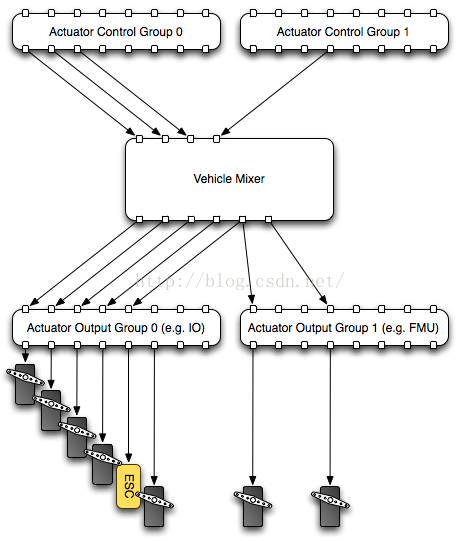 Actuator Control Group 0
Actuator Control Group 1
Vehicle Mixer
http://blog.csdn.net/
Actuator Output Group 0 (e.g. IO)
Actuator Output Group 1 (e.g. FMU)
ESC